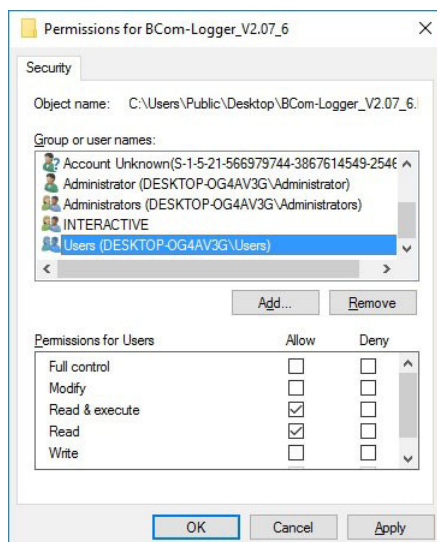 Permissions for BCom-Logger_V2.07_6
Security
Object name: C:\Users\Public\Desktop\BCom-Logger_V2.07_6.
Group or user names:
Account Unknown(S-1-5-21-566979744-3867614549-2546
Administrator (DESKTOP-OG4AV3G\Administrator)
Administrators (DESKTOP-OG4AV3G\Administrators)
INTERACTIVE
Users (DESKTOP-OG4AV3G\Users)
Add... Remove
Permissions for Users Allow Deny
Full control
Modify
Read & execute
Read
Write
OK Cancel Apply